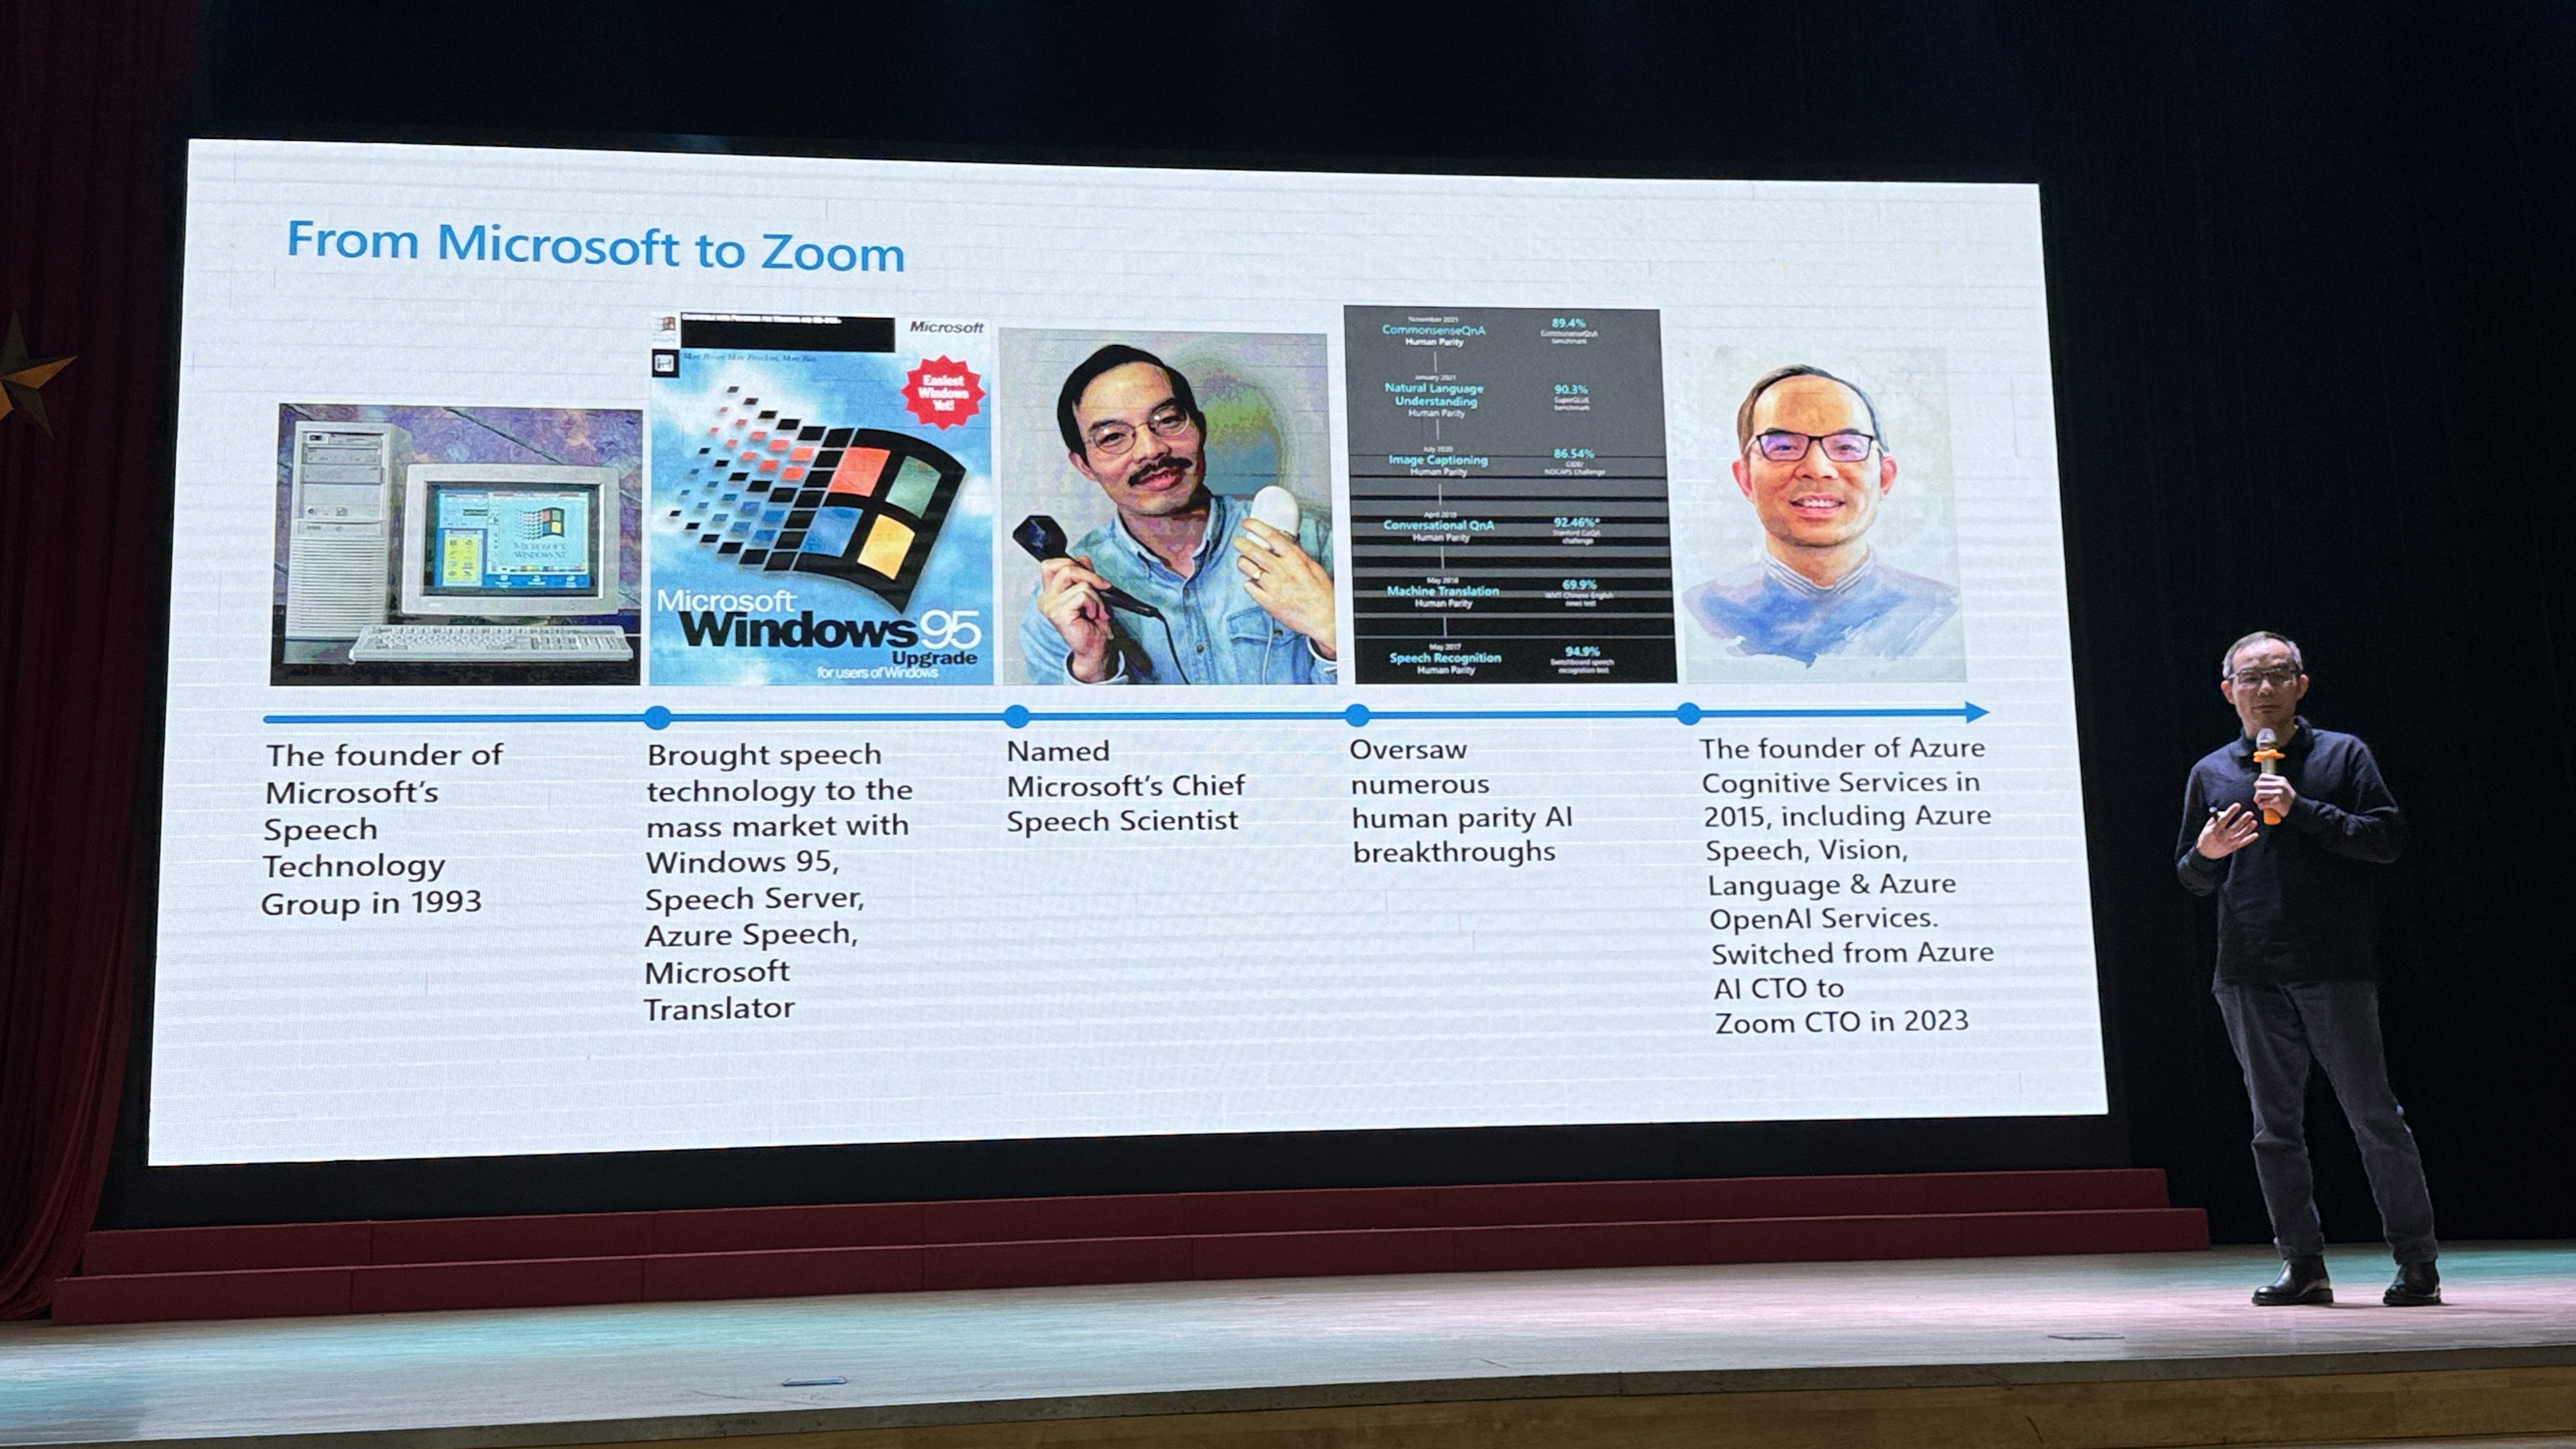 From Microsoft to Zoom
MICROSOFT
WINDOWS NT
Microsoft
More Power, More Freedom, More Fun.
Easiest
Windows
Yet!
Microsoft
Windows 95
Upgrade
for users of Windows
November 2021
CommonsenseQnA
Human Parity
89.4%
CommonsenseQnA
benchmark
January 2021
Natural Language
Understanding
Human Parity
90.3%
SuperGLUE
benchmark
July 2020
Image Captioning
Human Parity
86.54%
CIDEr
NOCAPS Challenge
April 2019
Conversational QnA
Human Parity
92.46%*
Stanford CoQA
challenge
May 2018
Machine Translation
Human Parity
69.9%
WMT Chinese-English
news test
May 2017
Speech Recognition
Human Parity
94.9%
Switchboard speech
recognition test
The founder of
Microsoft’s
Speech
Technology
Group in 1993
Brought speech
technology to the
mass market with
Windows 95,
Speech Server,
Azure Speech,
Microsoft
Translator
Named
Microsoft’s Chief
Speech Scientist
Oversaw
numerous
human parity AI
breakthroughs
The founder of Azure
Cognitive Services in
2015, including Azure
Speech, Vision,
Language & Azure
OpenAI Services.
Switched from Azure
AI CTO to
Zoom CTO in 2023